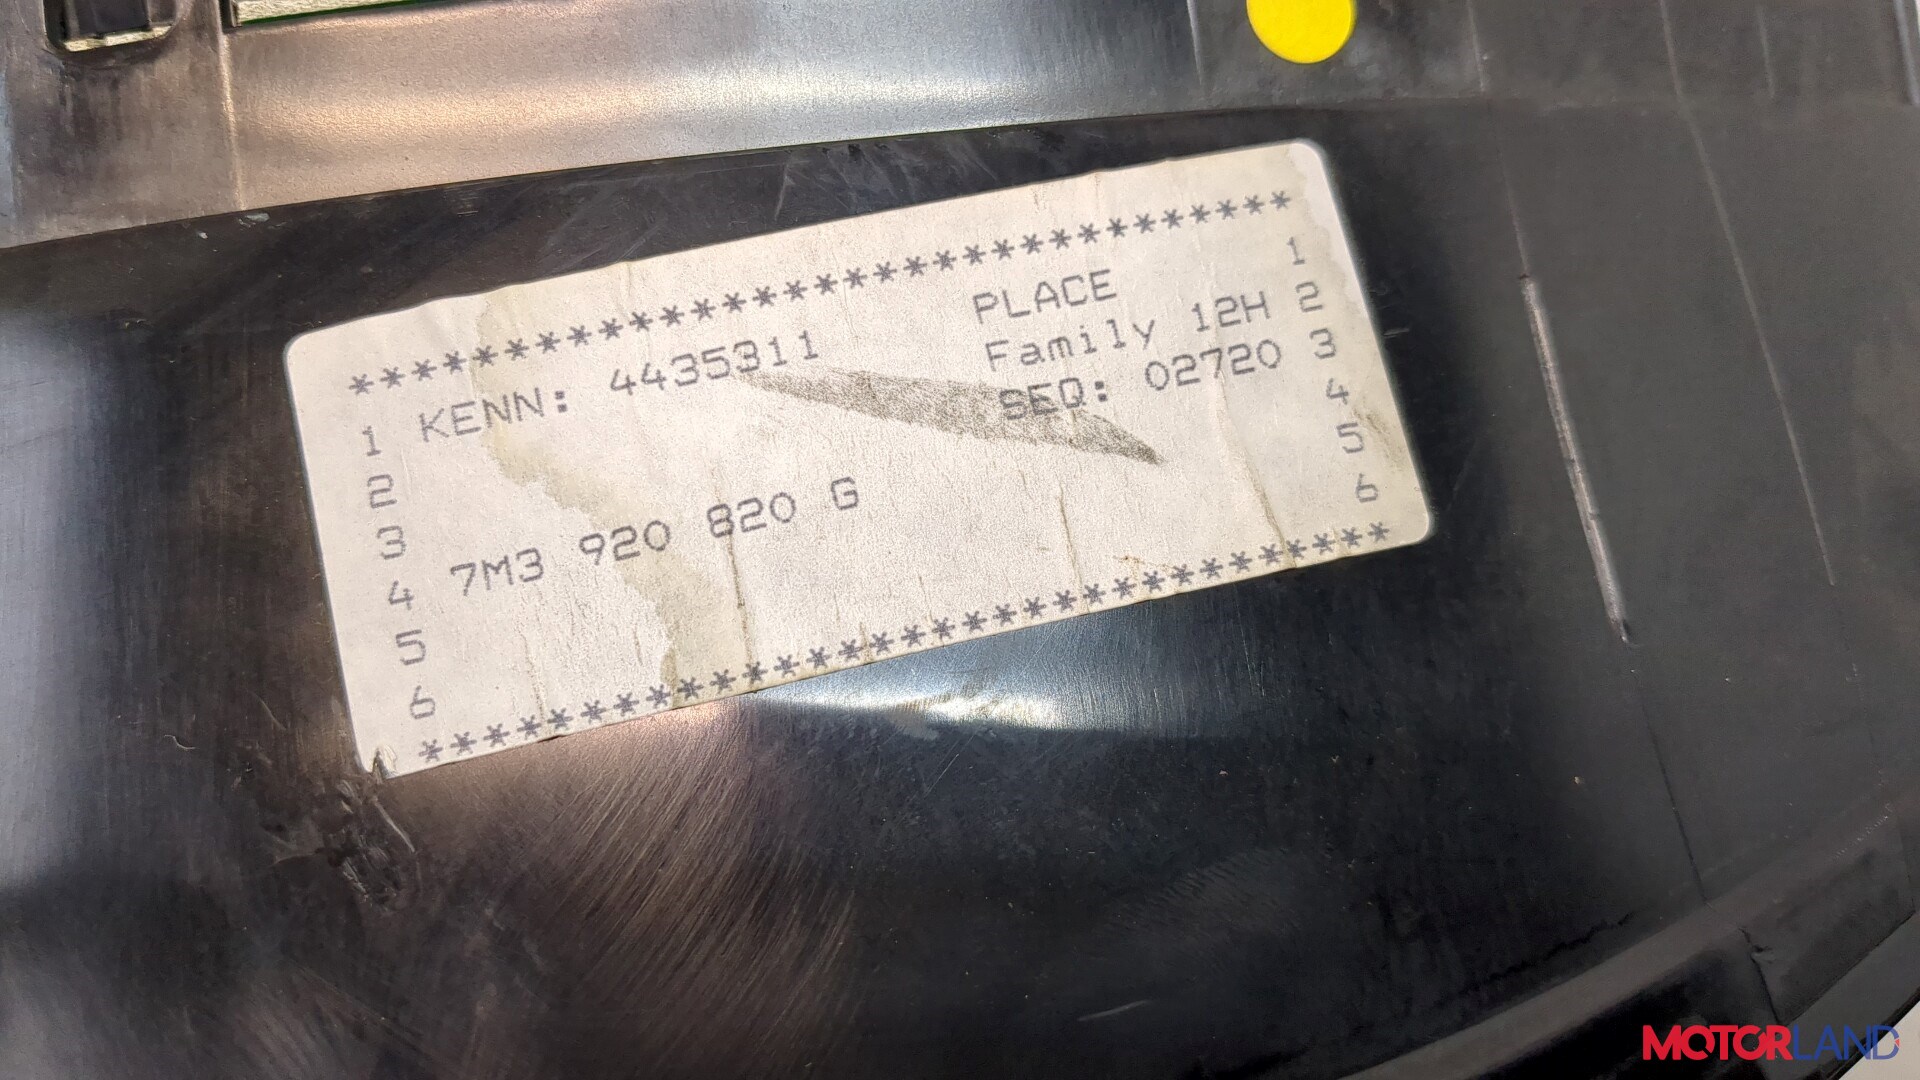 *******************************
KENN: 4435311 PLACE 1
1 Family 12H 2
2 SEQ: 02720 3
3 4
4 7M3 920 820 G 5
5 6
6
*******************************
MOTORLAND